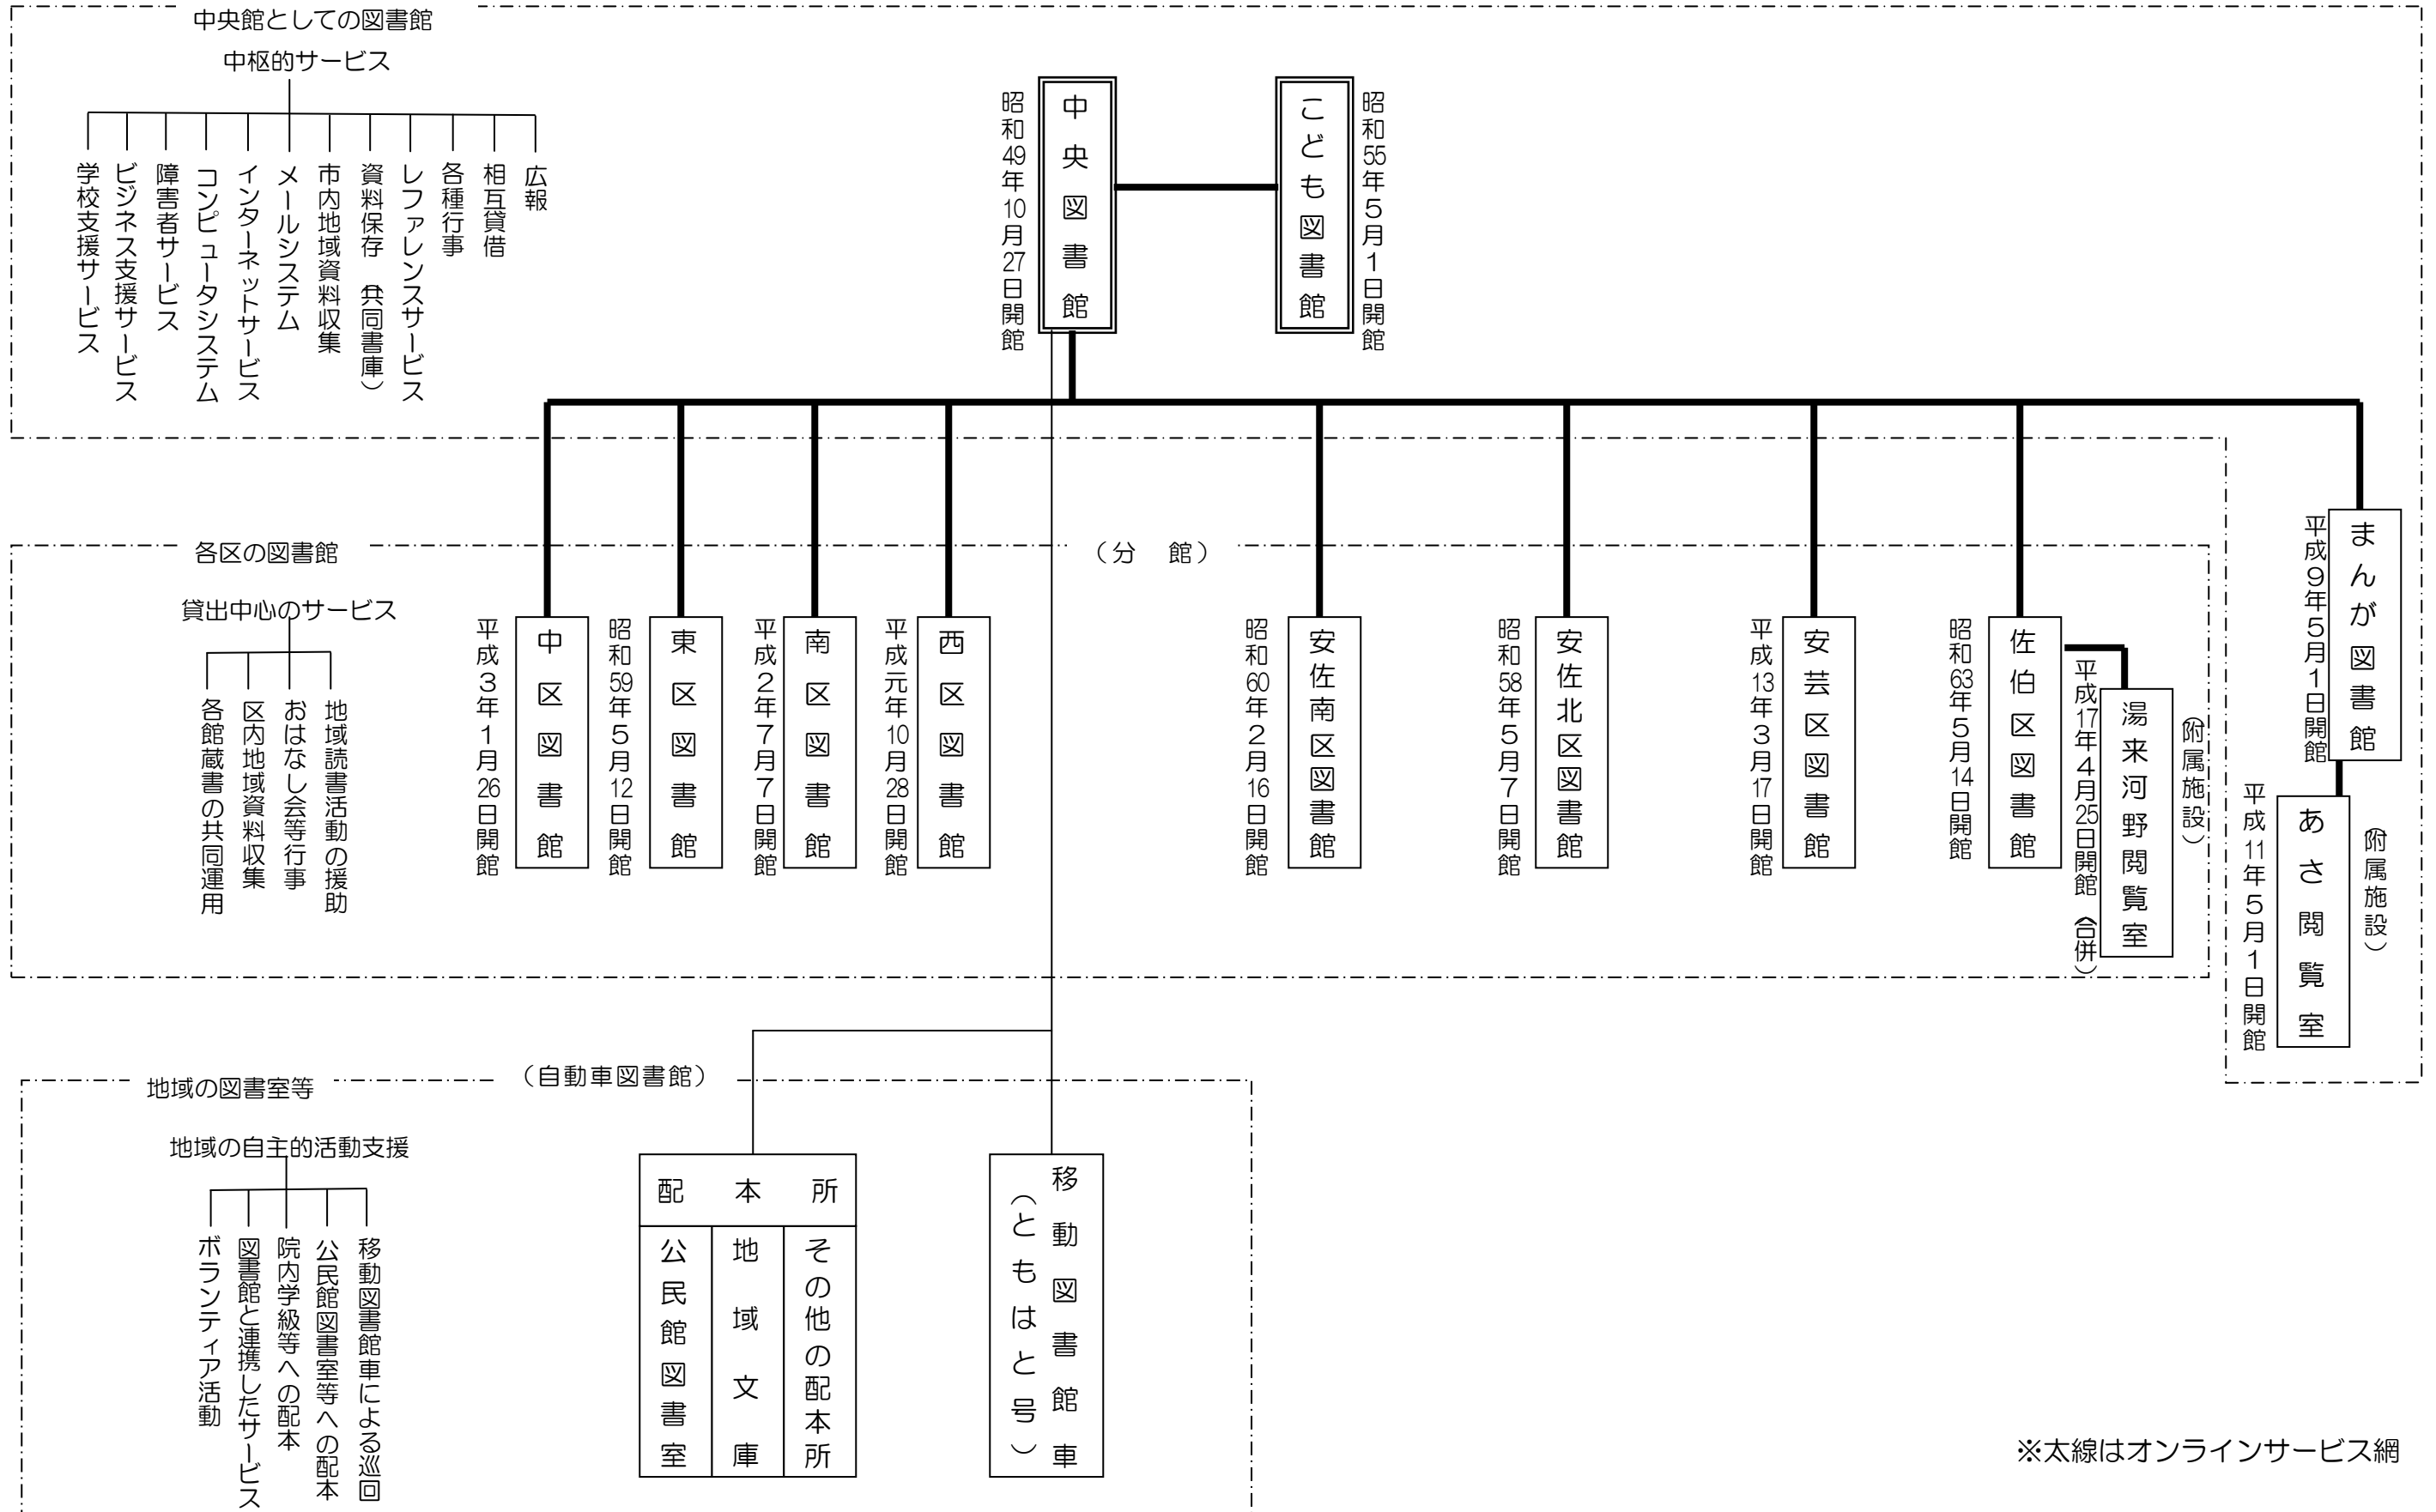 中央館としての図書館
中枢的サービス
学校支援サービス
ビジネス支援サービス
障害者サービス
コンピュータシステム
インターネットサービス
メールシステム
市内地域資料収集
資料保存（共同書庫）
レファレンスサービス
各種行事
相互貸借
広報
昭和49年10月27日開館
中央図書館
こども図書館
昭和55年５月１日開館
各区の図書館
（分　館）
貸出中心のサービス
各館蔵書の共同運用
区内地域資料収集
おはなし会等行事
地域読書活動の援助
平成３年１月26日開館
中区図書館
昭和59年５月12日開館
東区図書館
平成２年７月７日開館
南区図書館
平成元年10月28日開館
西区図書館
昭和60年２月16日開館
安佐南区図書館
昭和58年５月７日開館
安佐北区図書館
平成13年３月17日開館
安芸区図書館
昭和63年５月14日開館
佐伯区図書館
平成17年４月25日開館（合併）
湯来河野閲覧室
（附属施設）
平成９年５月１日開館
まんが図書館
平成11年５月１日開館
あさ閲覧室
（附属施設）
地域の図書室等
（自動車図書館）
地域の自主的活動支援
ボランティア活動
図書館と連携したサービス
院内学級等への配本
公民館図書室等への配本
移動図書館車による巡回
配本所
公民館図書室
地域文庫
その他の配本所
移動図書館車
（ともはと号）
※太線はオンラインサービス網